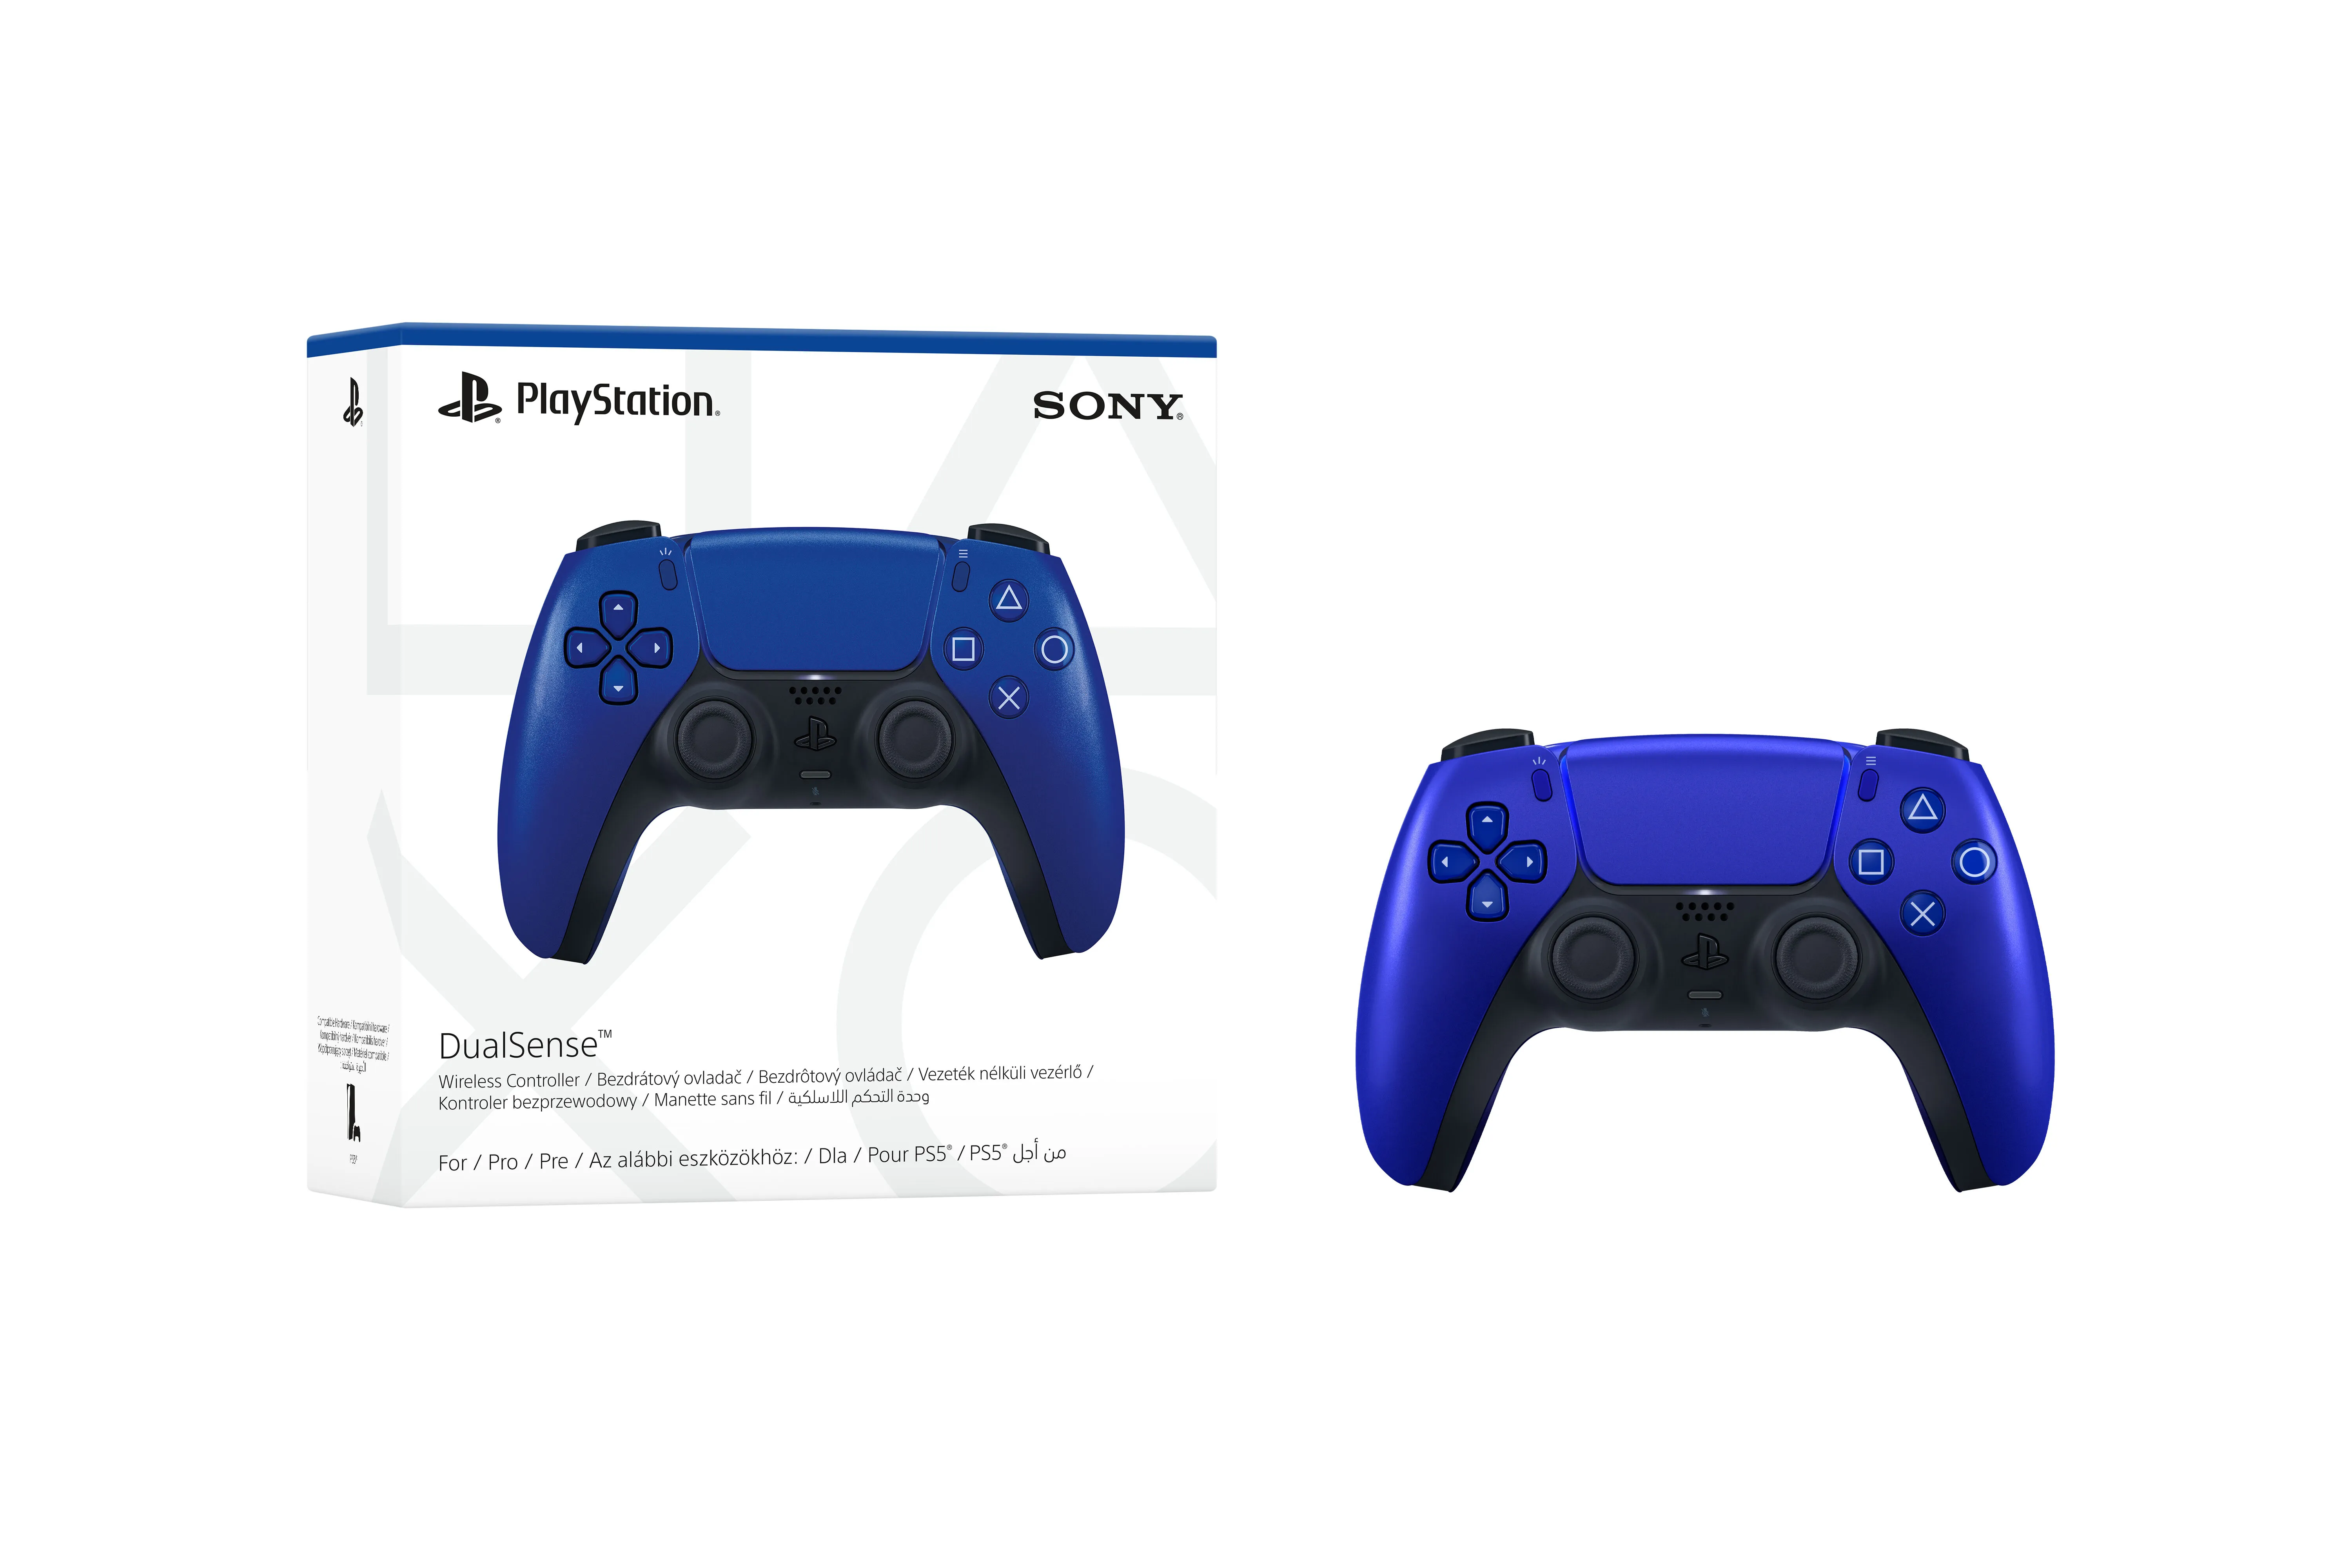 PlayStation®
SONY®
DualSense™
Wireless Controller / Bezdrátový ovladač / Bezdrôtový ovládač / Vezeték nélküli vezérlő /
Kontroler bezprzewodowy / Manette sans fil / وحدة التحكم اللاسلكية
For / Pro / Pre / Az alábbi eszközökhöz: / Dla / Pour PS5® / PS5® من أجل